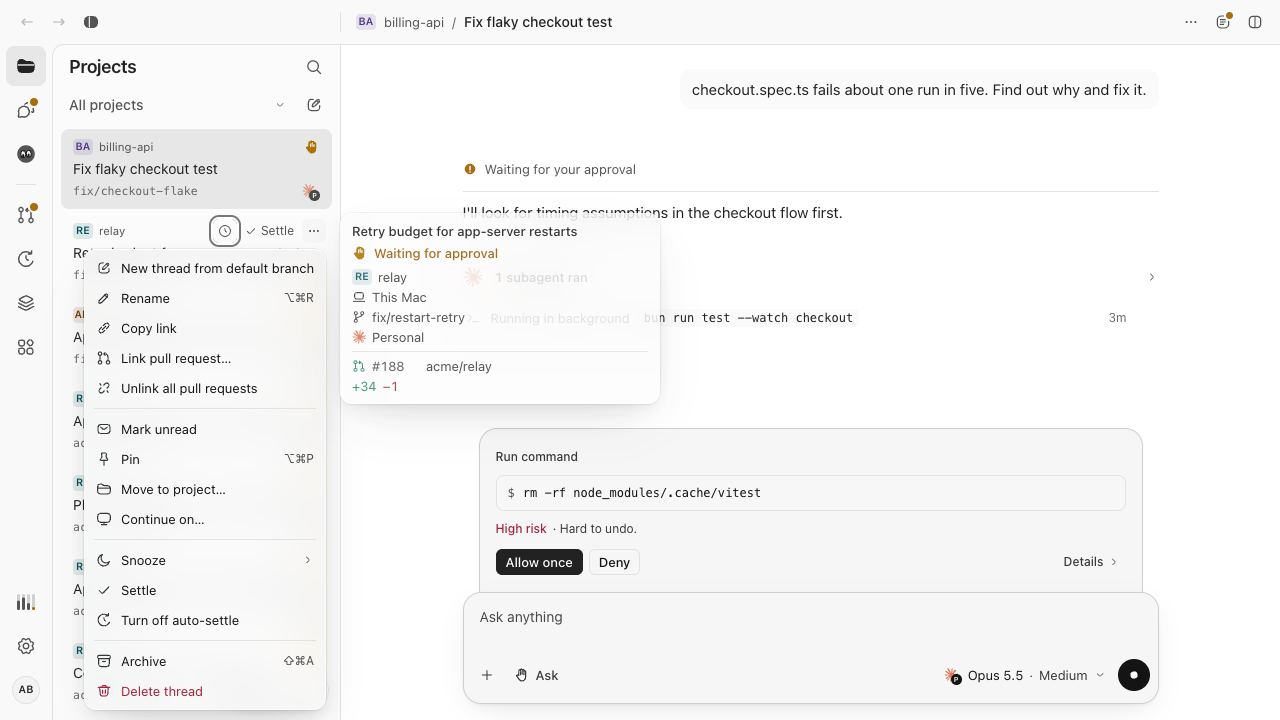 BA billing-api / Fix flaky checkout test
Projects
All projects
BA billing-api
Fix flaky checkout test
fix/checkout-flake
P
RE relay
Settle
New thread from default branch
Rename ⌥⌘R
Copy link
Link pull request...
Unlink all pull requests
Mark unread
Pin ⌥⌘P
Move to project...
Continue on...
Snooze
Settle
Turn off auto-settle
Archive ⇧⌘A
Delete thread
AB
Retry budget for app-server restarts
Waiting for approval
RE relay
This Mac
fix/restart-retry
Personal
#188 acme/relay
+34 −1
checkout.spec.ts fails about one run in five. Find out why and fix it.
Waiting for your approval
I'll look for timing assumptions in the checkout flow first.
1 subagent ran
Running in background bun run test --watch checkout 3m
Run command
$ rm -rf node_modules/.cache/vitest
High risk · Hard to undo.
Allow once Deny Details
Ask anything
Ask
P Opus 5.5 · Medium